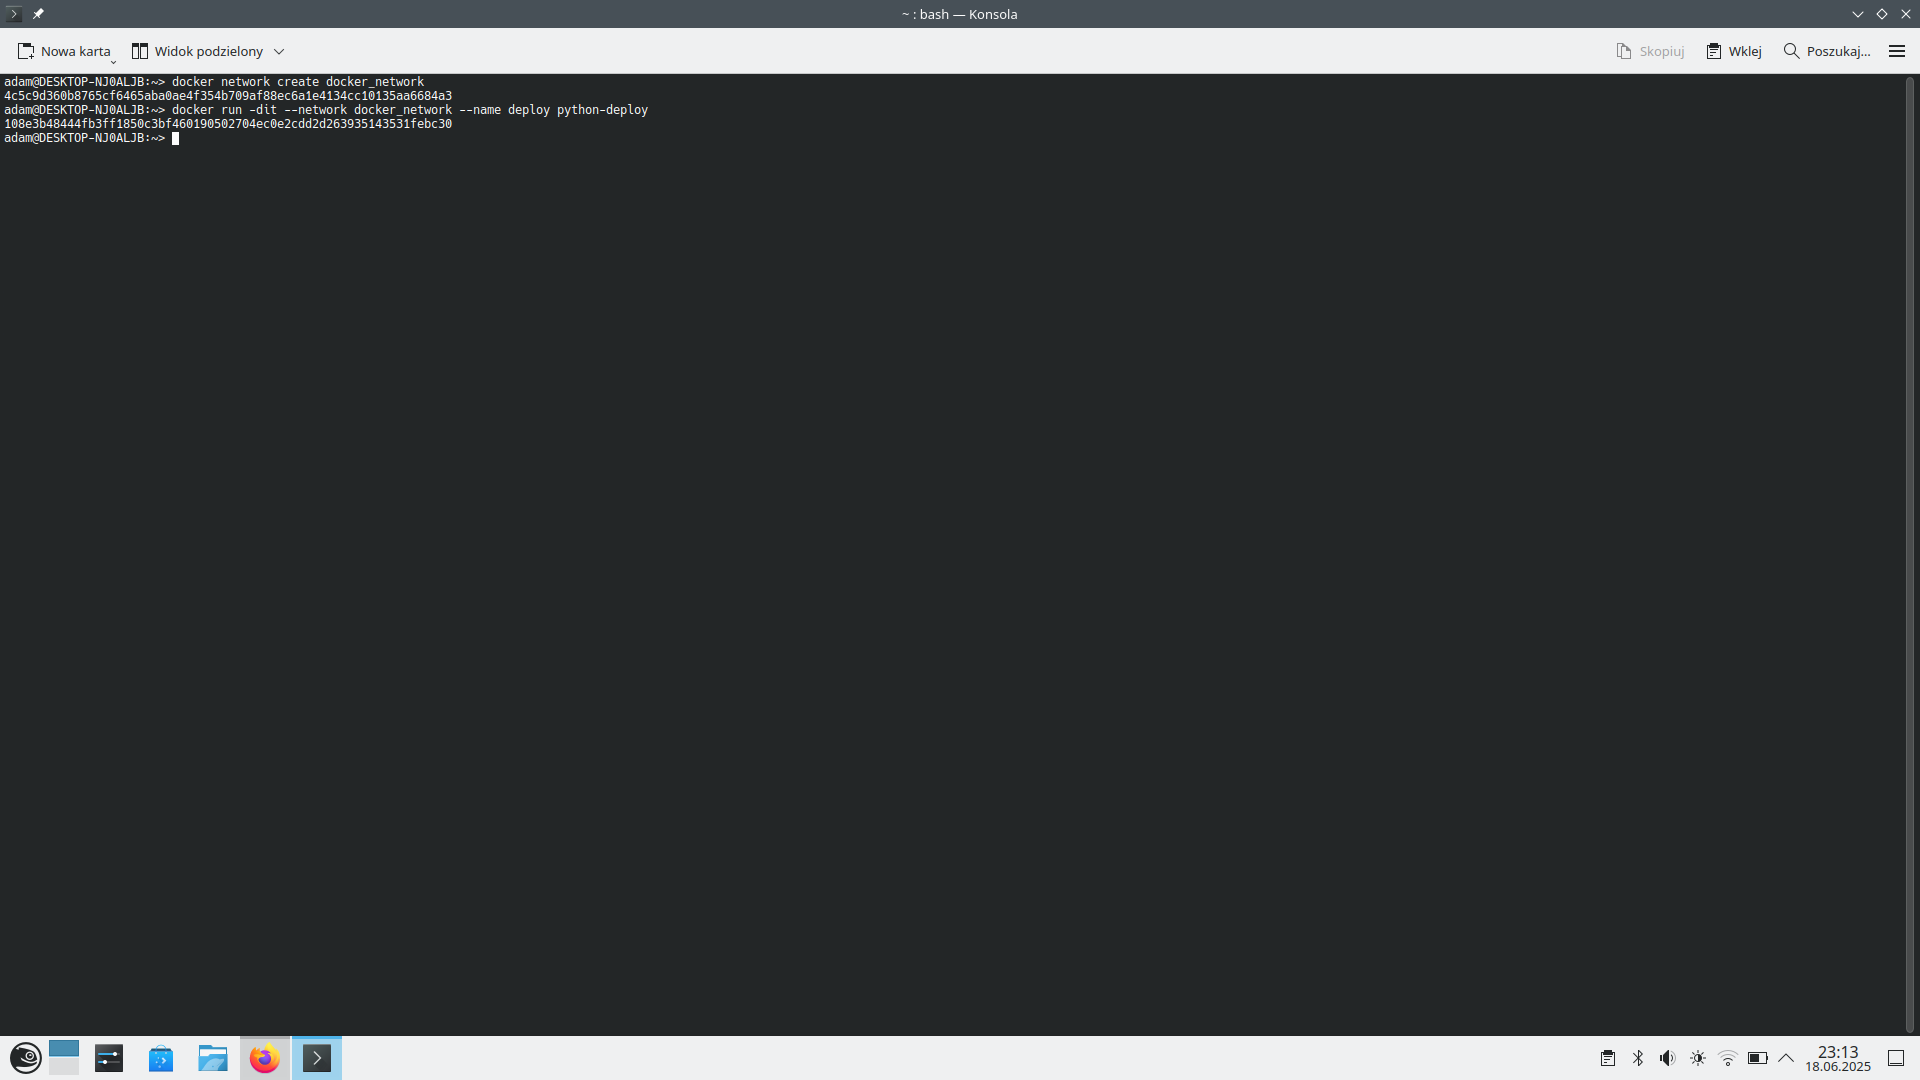 ~ : bash — Konsola
Nowa karta
Widok podzielony
Skopiuj
Wklej
Poszukaj...
adam@DESKTOP-NJ0ALJB:~> docker network create docker_network
4c5c9d360b8765cf6465aba0ae4f354b709af88ec6a1e4134cc10135aa6684a3
adam@DESKTOP-NJ0ALJB:~> docker run -dit --network docker_network --name deploy python-deploy
108e3b48444fb3ff1850c3bf460190502704ec0e2cdd2d263935143531febc30
adam@DESKTOP-NJ0ALJB:~>
23:13
18.06.2025